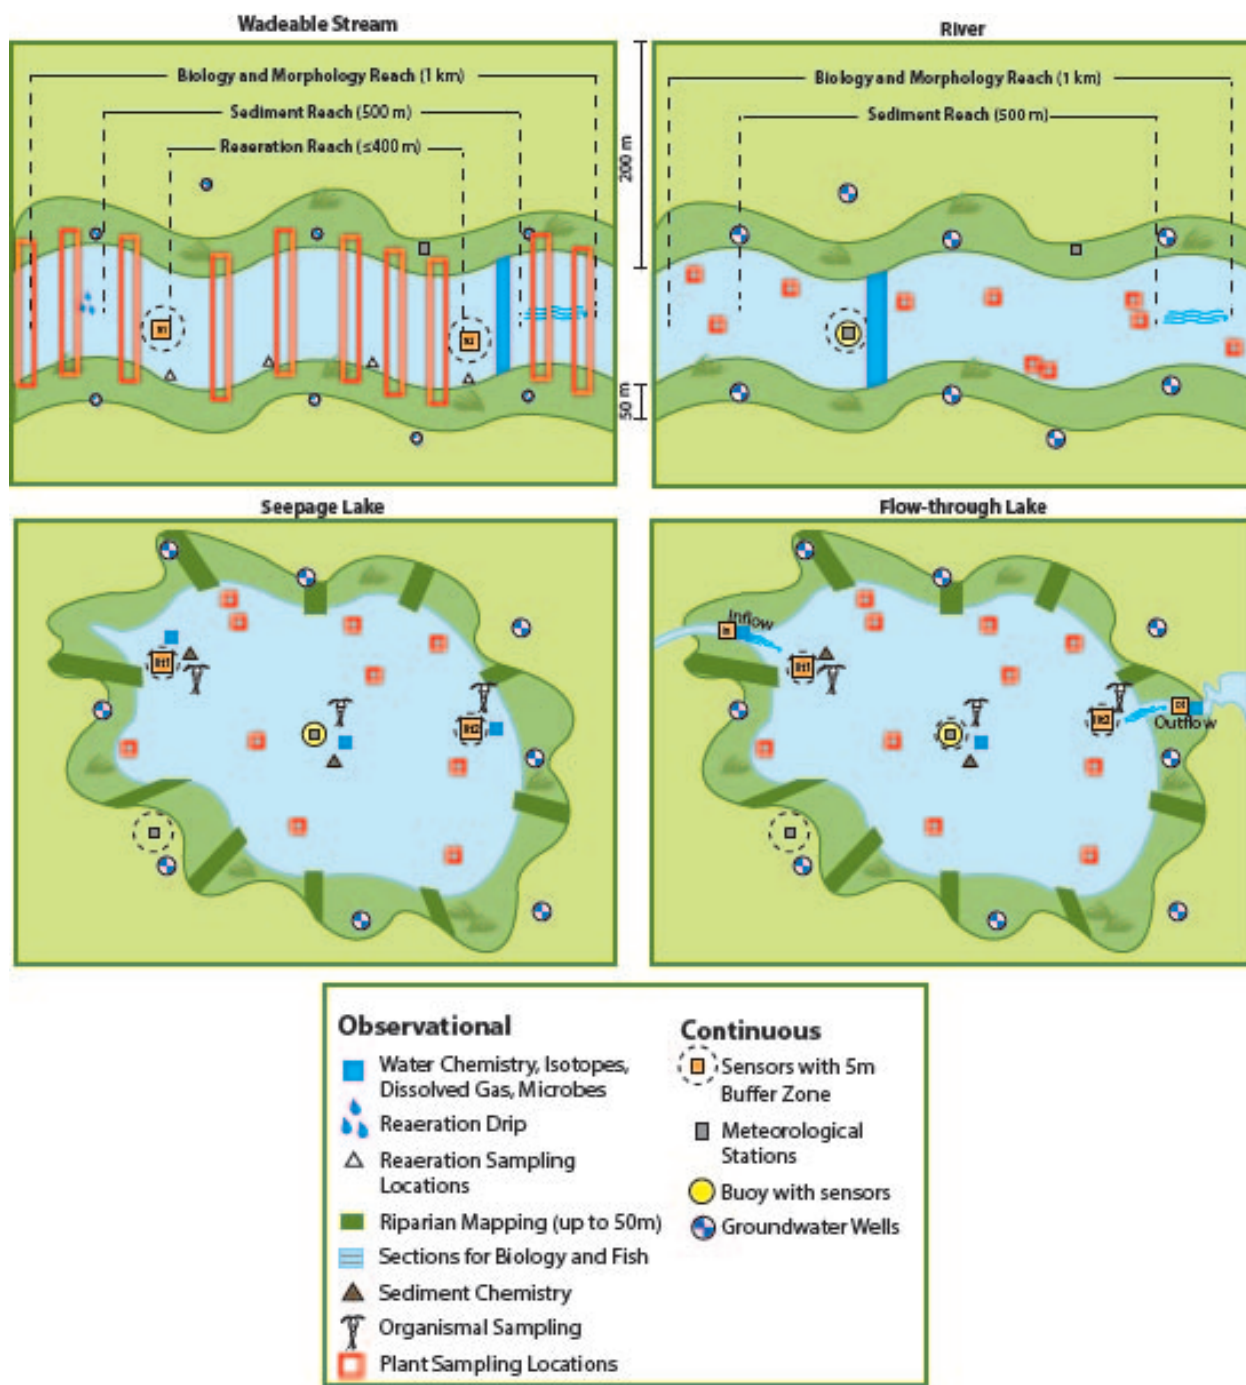 Wadeable Stream
River
Biology and Morphology Reach (1 km)
Sediment Reach (500 m)
Reaeration Reach (≤400 m)
200 m
50 m
Biology and Morphology Reach (1 km)
Sediment Reach (500 m)
Seepage Lake
Flow-through Lake
Inflow
Outflow
Observational
Water Chemistry, Isotopes,
Dissolved Gas, Microbes
Reaeration Drip
Reaeration Sampling
Locations
Riparian Mapping (up to 50m)
Sections for Biology and Fish
Sediment Chemistry
Organismal Sampling
Plant Sampling Locations
Continuous
Sensors with 5m
Buffer Zone
Meteorological
Stations
Buoy with sensors
Groundwater Wells